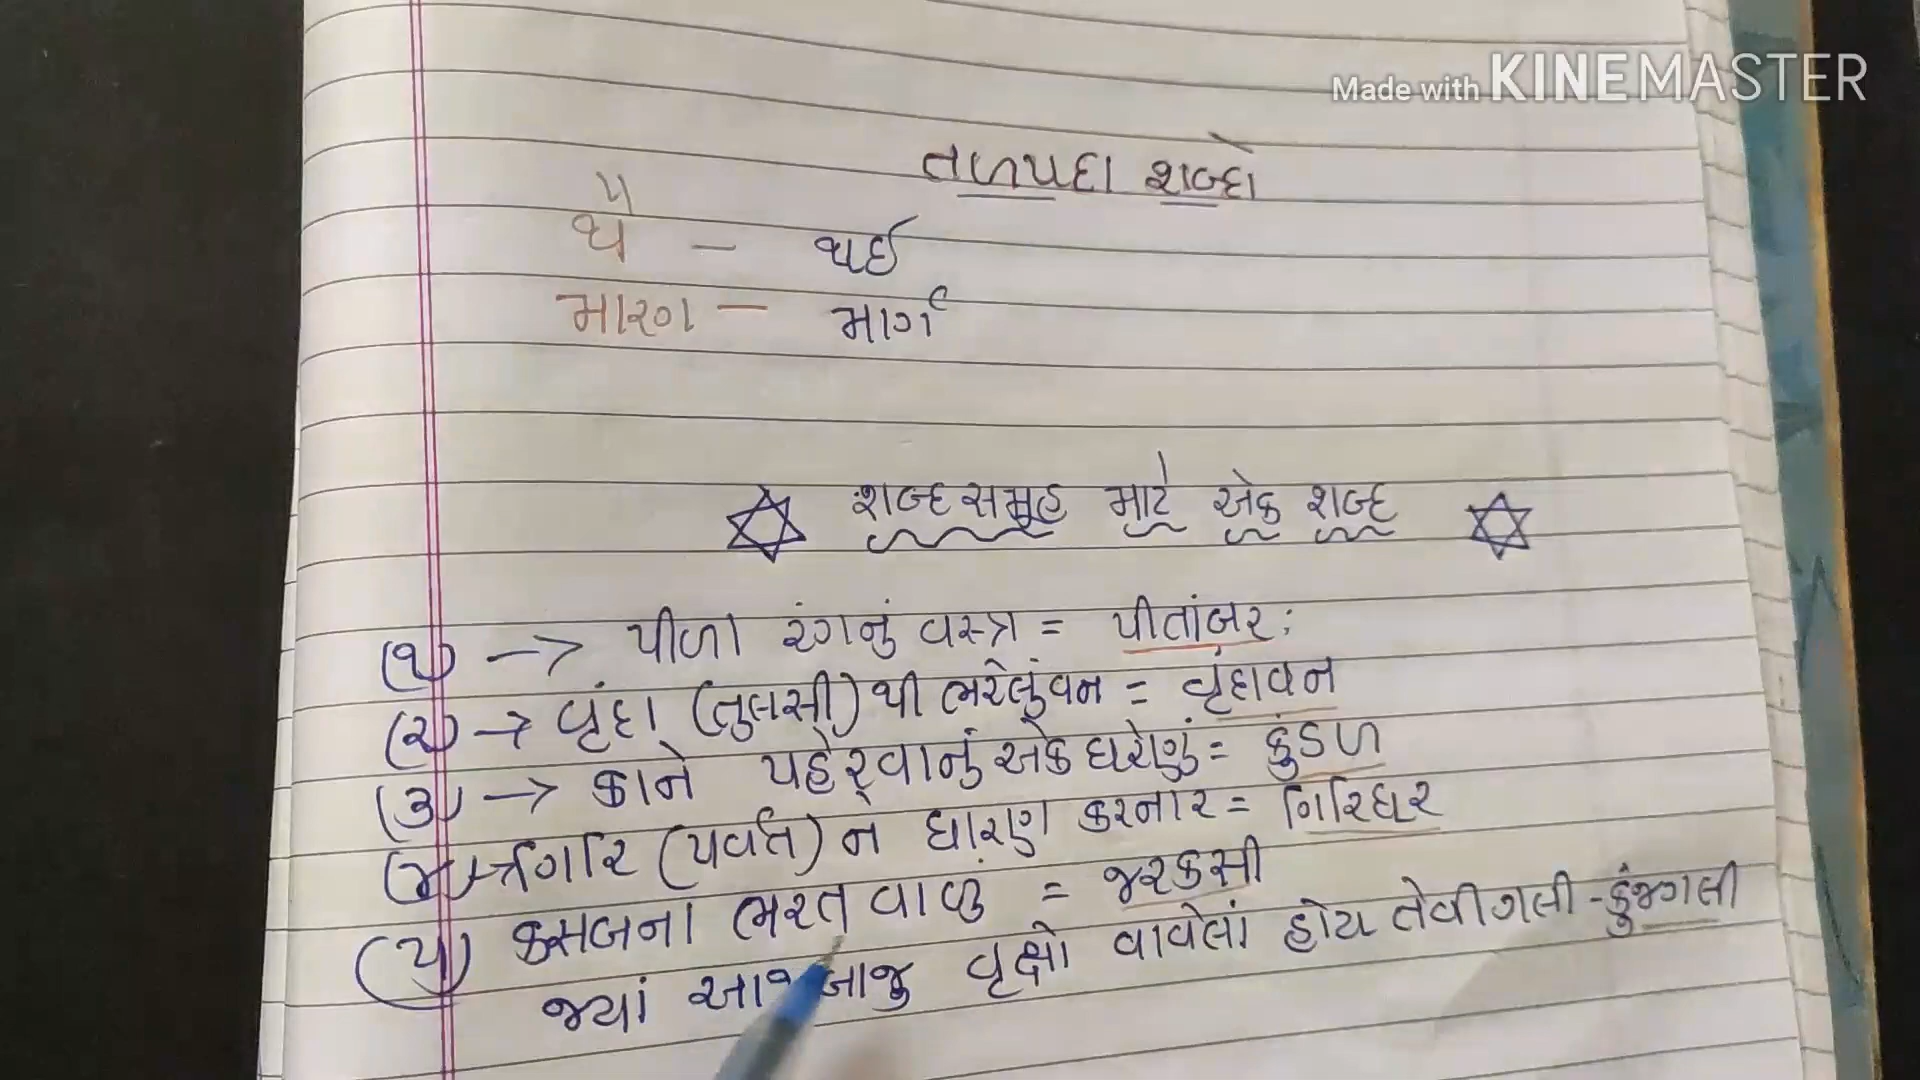 Made with KINEMASTER
તળપદા શબ્દો
થૈ - થઈ
મારગ - માર્ગ
શબ્દસમૂહ માટે એક શબ્દ
(૧) → પીળા રંગનું વસ્ત્ર = પીતાંબર:
(૨) → વૃંદા (તુલસી) થી ભરેલુંવન = વૃંદાવન
(૩) → કાને પહેરવાનું એક ઘરેણું = કુંડળ
(૪) → ગિરિ (પર્વત) ન ધારણ કરનાર = ગિરિધર
(૫) કસબના ભરત વાળું = જરકસી
જ્યાં બાજુ વૃક્ષો વાવેલાં હોય તેવીગલી - કુંજગલી